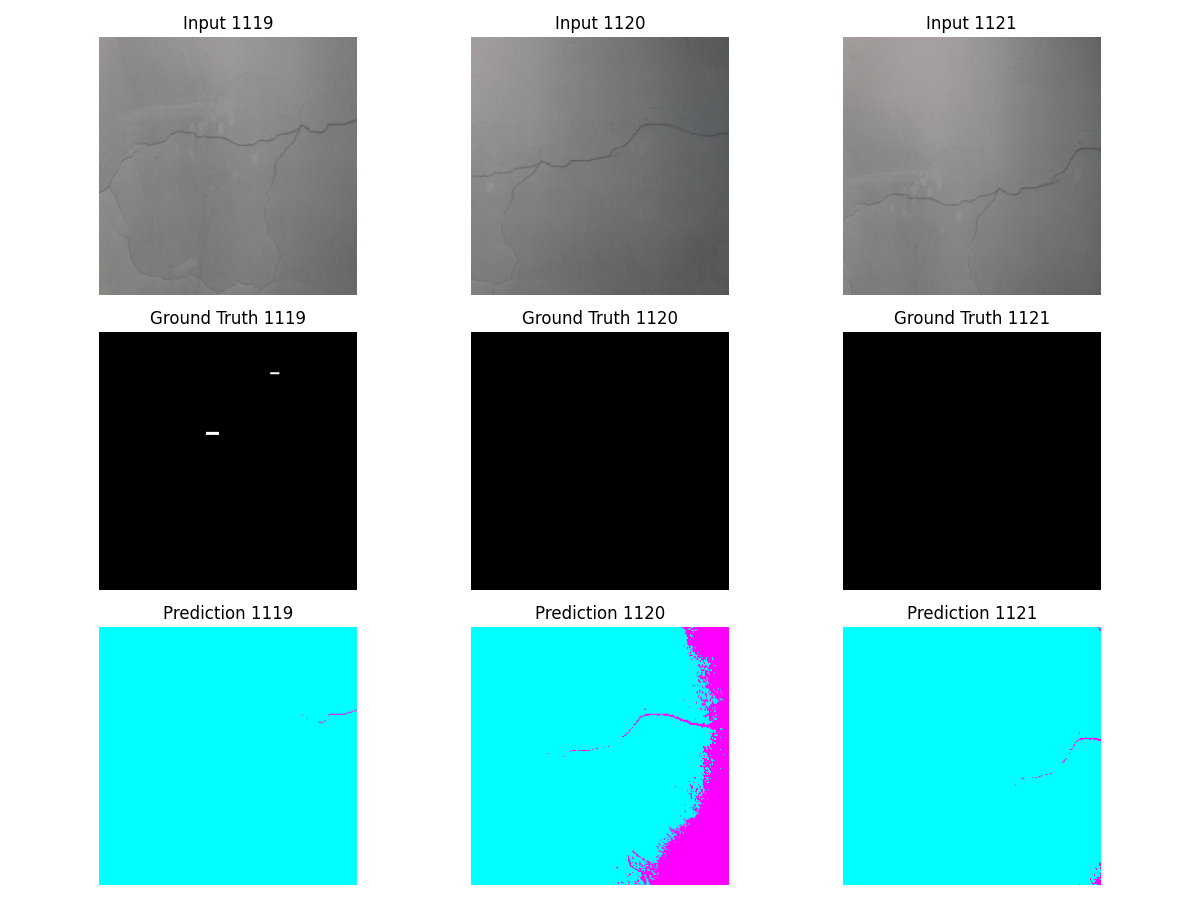 Input 1119
Input 1120
Input 1121
Ground Truth 1119
Ground Truth 1120
Ground Truth 1121
Prediction 1119
Prediction 1120
Prediction 1121